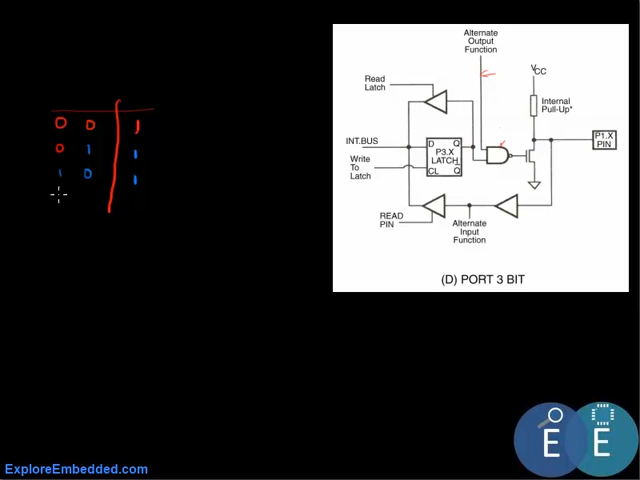 0 0 1
0 1 1
1 0 1
Alternate
Output
Function
Read
Latch
VCC
Internal
Pull-Up*
P1.X
PIN
INT.BUS
D Q
P3.X
LATCH
CL Q
Write
To
Latch
READ
PIN
Alternate
Input
Function
(D) PORT 3 BIT
E E
ExploreEmbedded.com